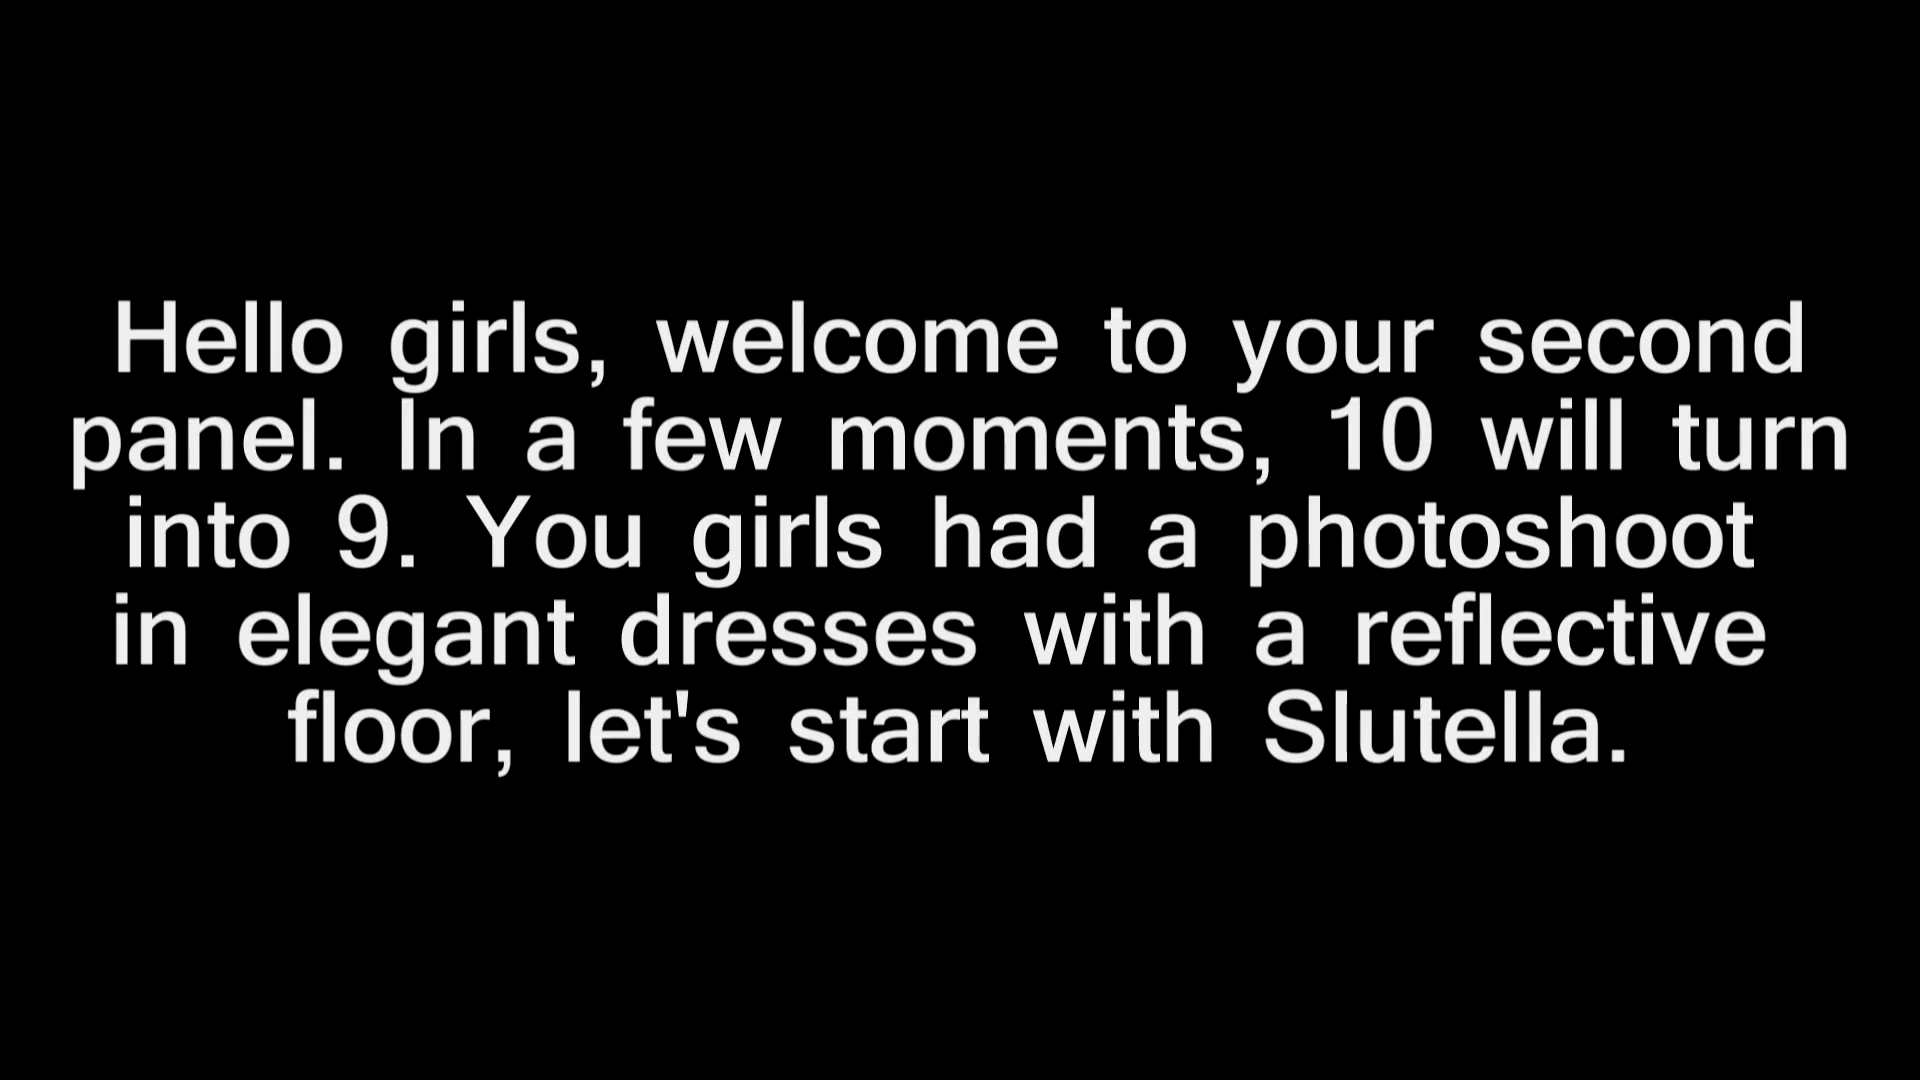 Hello girls, welcome to your second
panel. In a few moments, 10 will turn
into 9. You girls had a photoshoot
in elegant dresses with a reflective
floor, let's start with Slutella.